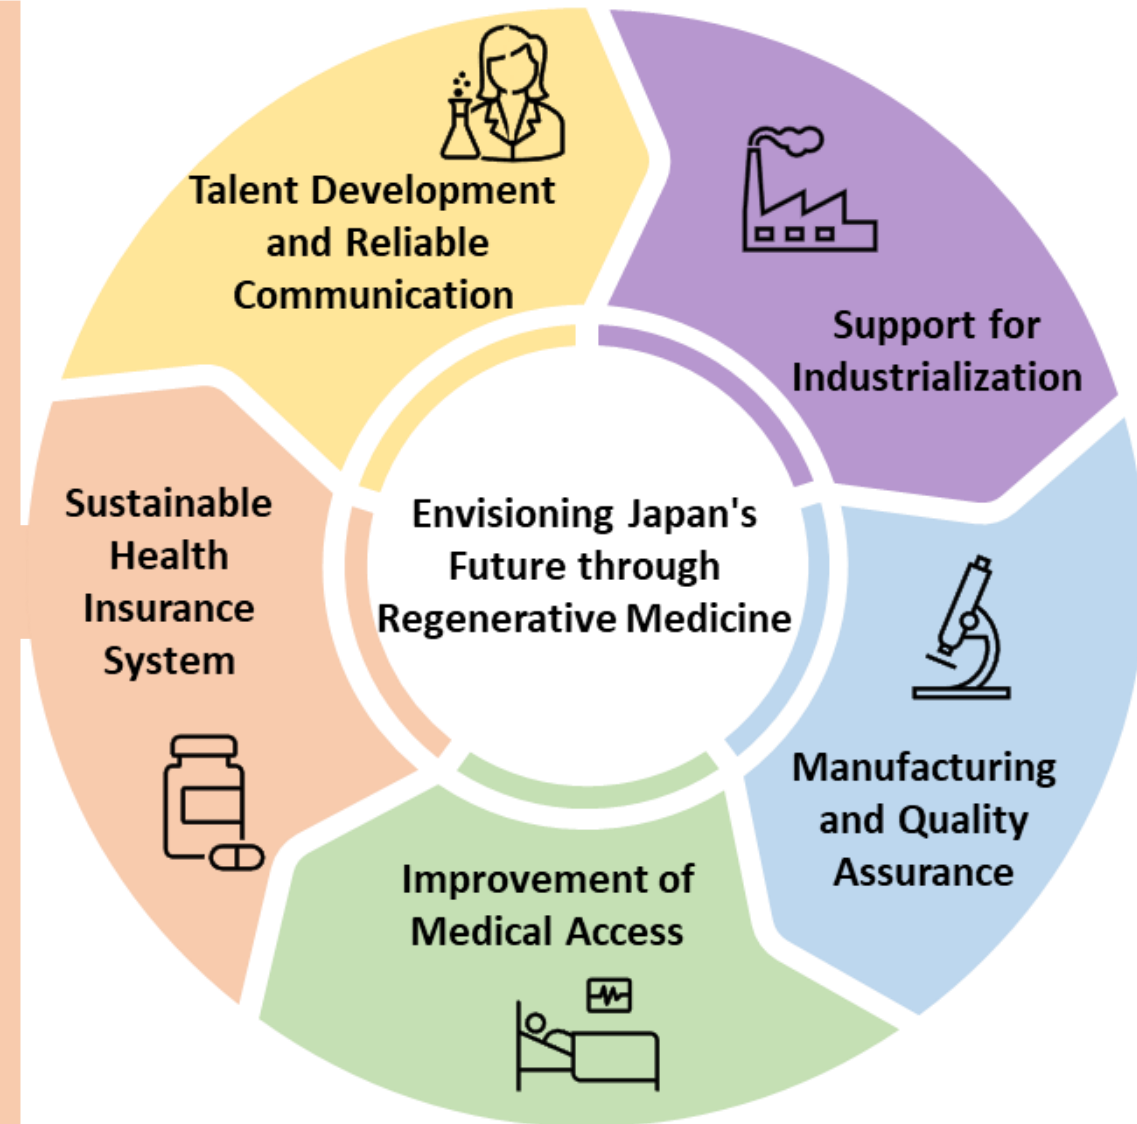 Talent Development
and Reliable
Communication
Support for
Industrialization
Sustainable
Health
Insurance
System
Envisioning Japan's
Future through
Regenerative Medicine
Manufacturing
and Quality
Assurance
Improvement of
Medical Access